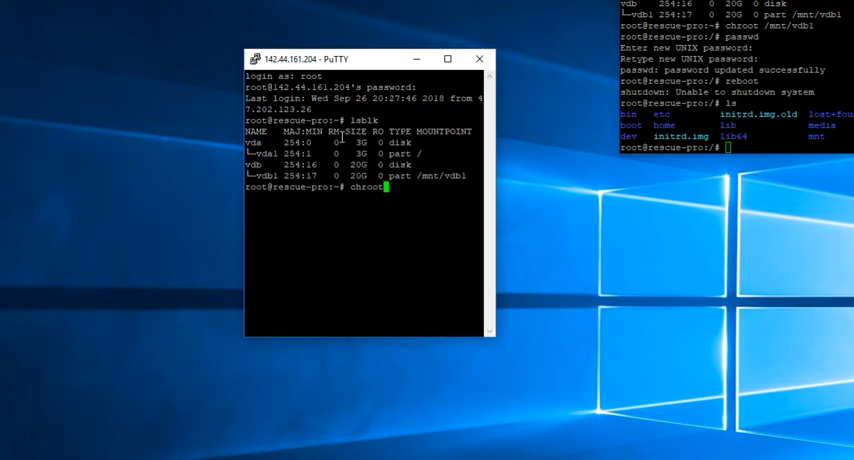 142.44.161.204 - PuTTY
login as: root
root@142.44.161.204's password:
Last login: Wed Sep 26 20:27:46 2018 from 4
7.202.123.26
root@rescue-pro:~# lsblk
NAME MAJ:MIN RM SIZE RO TYPE MOUNTPOINT
vda 254:0 0 3G 0 disk
└─vda1 254:1 0 3G 0 part /
vdb 254:16 0 20G 0 disk
└─vdb1 254:17 0 20G 0 part /mnt/vdb1
root@rescue-pro:~# chroot
vdb 254:16 0 20G 0 disk
└─vdb1 254:17 0 20G 0 part /mnt/vdb1
root@rescue-pro:~# chroot /mnt/vdb1
root@rescue-pro:/# passwd
Enter new UNIX password:
Retype new UNIX password:
passwd: password updated successfully
root@rescue-pro:/# reboot
shutdown: Unable to shutdown system
root@rescue-pro:/# ls
bin etc initrd.img.old lost+fou
boot home lib media
dev initrd.img lib64 mnt
root@rescue-pro:/#